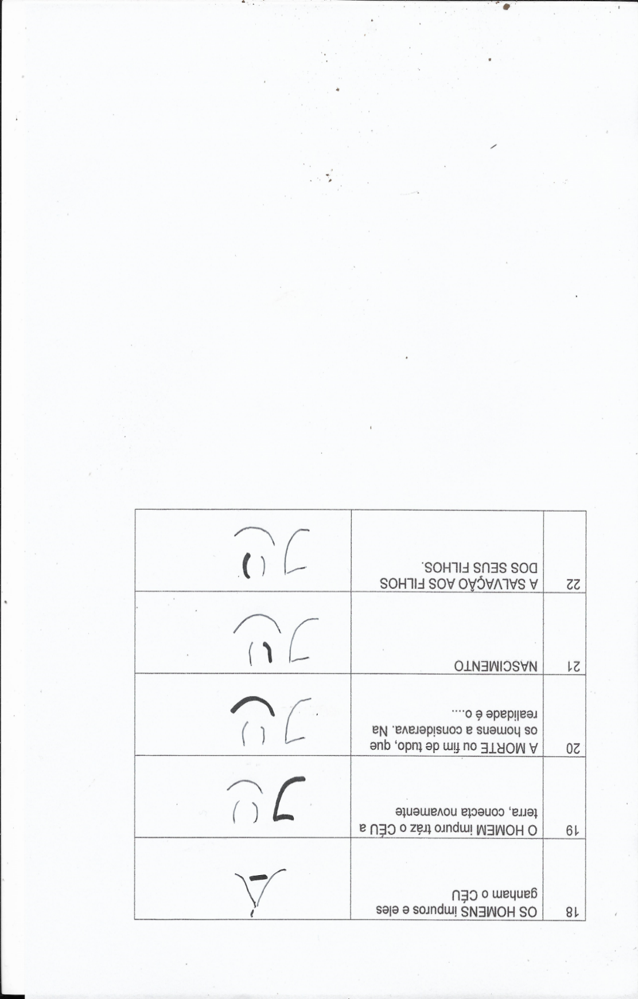 18
OS HOMENS impuros e eles
ganham o CÉU
19
O HOMEM impuro tráz o CÉU a
terra, conecta novamente
20
A MORTE ou fim de tudo, que
os homens a considerava. Na
realidade é o....
21
NASCIMENTO
22
A SALVAÇÃO AOS FILHOS
DOS SEUS FILHOS.